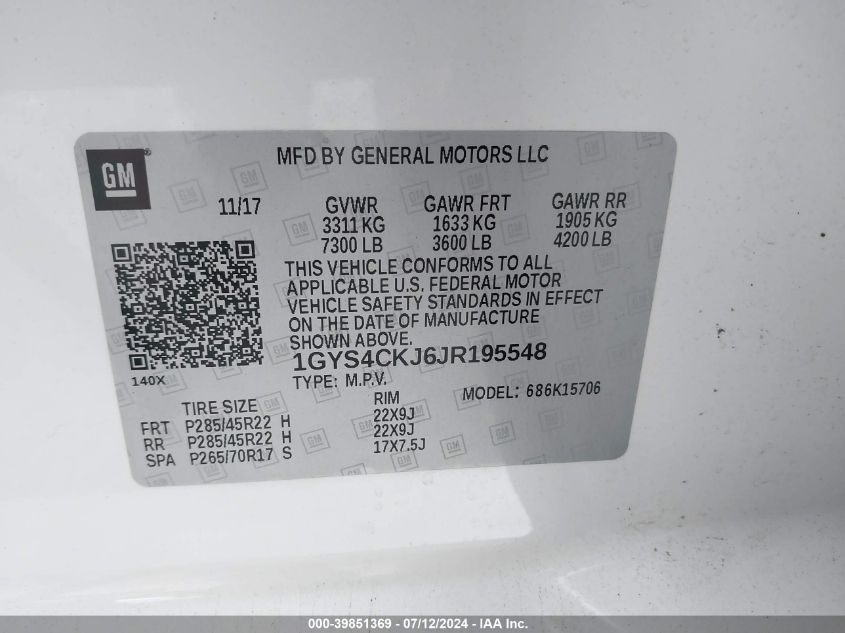 GM
MFD BY GENERAL MOTORS LLC
11/17
GVWR
3311 KG
7300 LB
GAWR FRT
1633 KG
3600 LB
GAWR RR
1905 KG
4200 LB
THIS VEHICLE CONFORMS TO ALL
APPLICABLE U.S. FEDERAL MOTOR
VEHICLE SAFETY STANDARDS IN EFFECT
ON THE DATE OF MANUFACTURE
SHOWN ABOVE.
1GYS4CKJ6JR195548
140X
TYPE: M.P.V.
MODEL: 686K15706
TIRE SIZE RIM
FRT P285/45R22 H 22X9J
RR P285/45R22 H 22X9J
SPA P265/70R17 S 17X7.5J
000-39851369 - 07/12/2024 - IAA Inc.